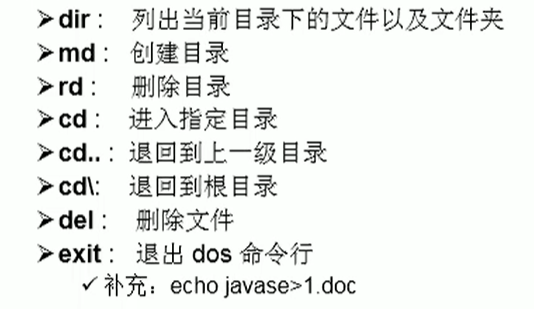 ➢dir : 列出当前目录下的文件以及文件夹
➢md : 创建目录
➢rd : 删除目录
➢cd : 进入指定目录
➢cd.. : 退回到上一级目录
➢cd\: 退回到根目录
➢del : 删除文件
➢exit : 退出 dos 命令行
✓补充：echo javase>1.doc